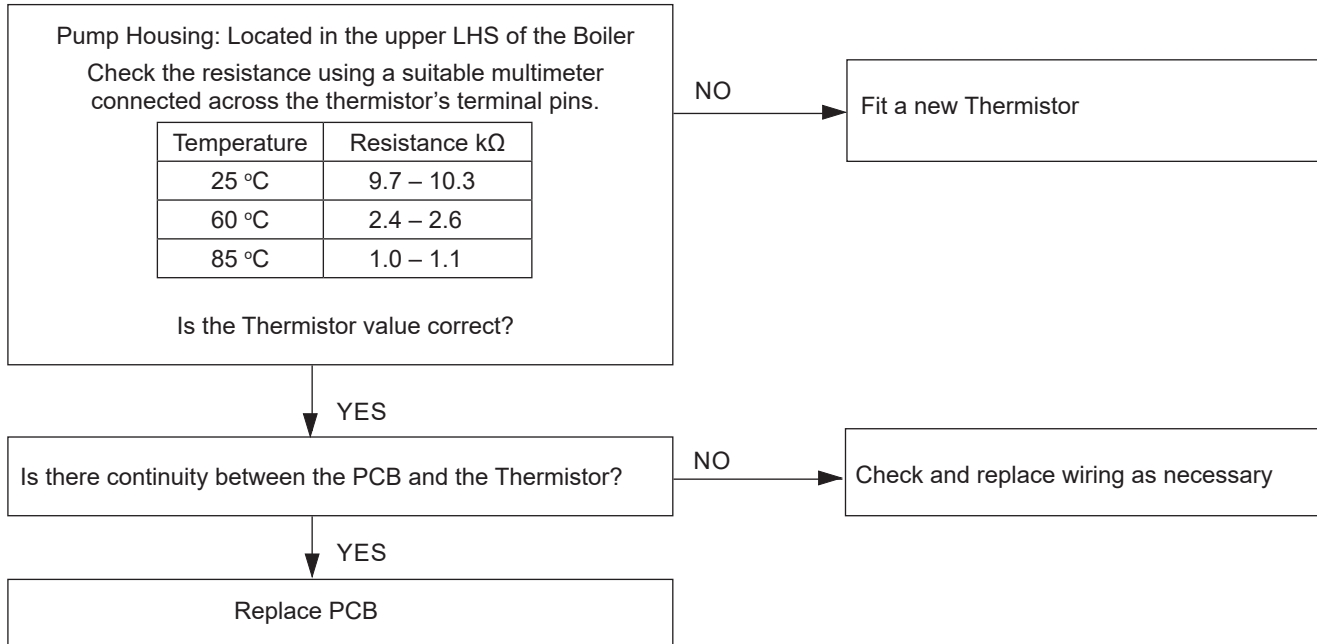 Pump Housing: Located in the upper LHS of the Boiler
Check the resistance using a suitable multimeter
connected across the thermistor’s terminal pins.
Temperature Resistance kΩ
25 °C 9.7 – 10.3
60 °C 2.4 – 2.6
85 °C 1.0 – 1.1
Is the Thermistor value correct?
NO
Fit a new Thermistor
YES
Is there continuity between the PCB and the Thermistor?
NO
Check and replace wiring as necessary
YES
Replace PCB